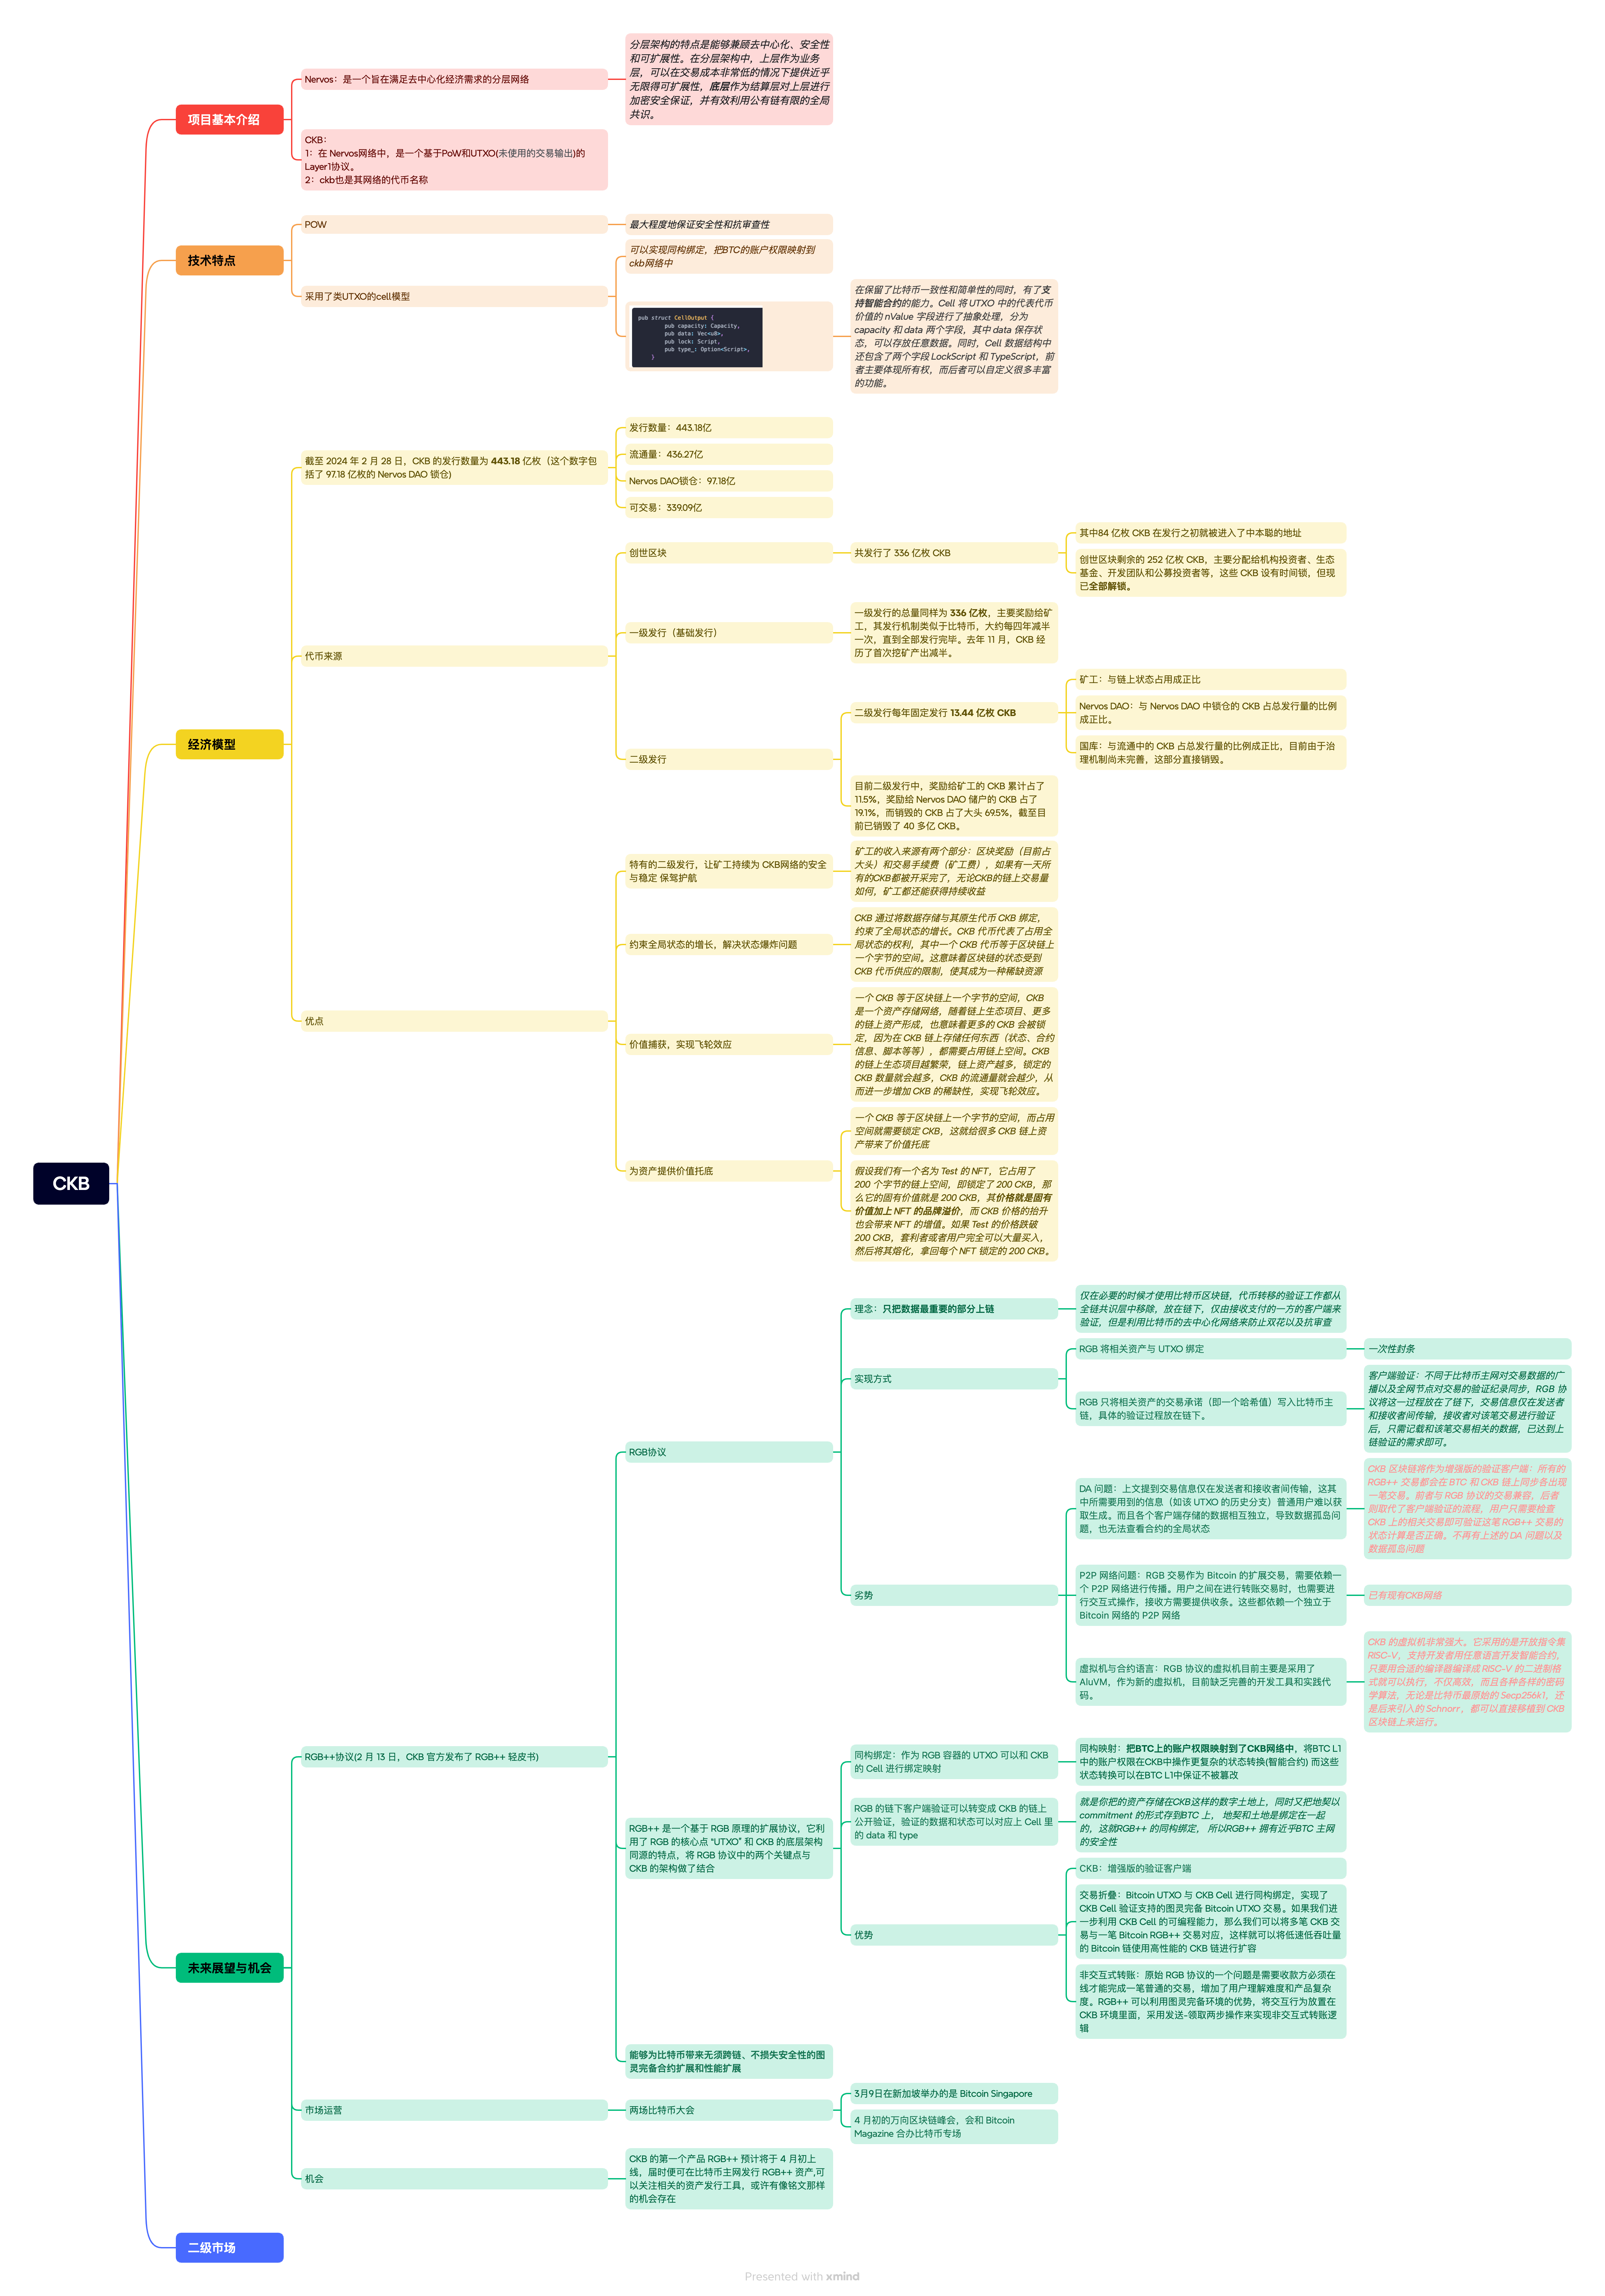 CKB
项目基本介绍
Nervos：是一个旨在满足去中心化经济需求的分层网络
分层架构的特点是能够兼顾去中心化、安全性
和可扩展性。在分层架构中，上层作为业务
层，可以在交易成本非常低的情况下提供近乎
无限得可扩展性，底层作为结算层对上层进行
加密安全保证，并有效利用公有链有限的全局
共识。
CKB：
1：在 Nervos网络中，是一个基于PoW和UTXO(未使用的交易输出)的
Layer1协议。
2：ckb也是其网络的代币名称
技术特点
POW
最大程度地保证安全性和抗审查性
采用了类UTXO的cell模型
可以实现同构绑定，把BTC的账户权限映射到
ckb网络中
pub struct CellOutput {
pub capacity: Capacity,
pub data: Vec<u8>,
pub lock: Script,
pub type_: Option<Script>,
}
在保留了比特币一致性和简单性的同时，有了支
持智能合约的能力。Cell 将 UTXO 中的代表代币
价值的 nValue 字段进行了抽象处理，分为
capacity 和 data 两个字段，其中 data 保存状
态，可以存放任意数据。同时，Cell 数据结构中
还包含了两个字段 LockScript 和 TypeScript，前
者主要体现所有权，而后者可以自定义很多丰富
的功能。
经济模型
截至 2024 年 2 月 28 日，CKB 的发行数量为 443.18 亿枚（这个数字包
括了 97.18 亿枚的 Nervos DAO 锁仓)
发行数量：443.18亿
流通量：436.27亿
Nervos DAO锁仓：97.18亿
可交易：339.09亿
代币来源
创世区块
共发行了 336 亿枚 CKB
其中84 亿枚 CKB 在发行之初就被进入了中本聪的地址
创世区块剩余的 252 亿枚 CKB，主要分配给机构投资者、生态
基金、开发团队和公募投资者等，这些 CKB 设有时间锁，但现
已全部解锁。
一级发行（基础发行）
一级发行的总量同样为 336 亿枚，主要奖励给矿
工，其发行机制类似于比特币，大约每四年减半
一次，直到全部发行完毕。去年 11 月，CKB 经
历了首次挖矿产出减半。
二级发行
二级发行每年固定发行 13.44 亿枚 CKB
矿工：与链上状态占用成正比
Nervos DAO：与 Nervos DAO 中锁仓的 CKB 占总发行量的比例
成正比。
国库：与流通中的 CKB 占总发行量的比例成正比，目前由于治
理机制尚未完善，这部分直接销毁。
目前二级发行中，奖励给矿工的 CKB 累计占了
11.5%，奖励给 Nervos DAO 储户的 CKB 占了
19.1%，而销毁的 CKB 占了大头 69.5%，截至目
前已销毁了 40 多亿 CKB。
优点
特有的二级发行，让矿工持续为 CKB网络的安全
与稳定 保驾护航
矿工的收入来源有两个部分：区块奖励（目前占
大头）和交易手续费（矿工费），如果有一天所
有的CKB都被开采完了，无论CKB的链上交易量
如何，矿工都还能获得持续收益
约束全局状态的增长，解决状态爆炸问题
CKB 通过将数据存储与其原生代币 CKB 绑定，
约束了全局状态的增长。CKB 代币代表了占用全
局状态的权利，其中一个 CKB 代币等于区块链上
一个字节的空间。这意味着区块链的状态受到
CKB 代币供应的限制，使其成为一种稀缺资源
价值捕获，实现飞轮效应
一个 CKB 等于区块链上一个字节的空间，CKB
是一个资产存储网络，随着链上生态项目、更多
的链上资产形成，也意味着更多的 CKB 会被锁
定，因为在 CKB 链上存储任何东西（状态、合约
信息、脚本等等），都需要占用链上空间。CKB
的链上生态项目越繁荣，链上资产越多，锁定的
CKB 数量就会越多，CKB 的流通量就会越少，从
而进一步增加 CKB 的稀缺性，实现飞轮效应。
为资产提供价值托底
一个 CKB 等于区块链上一个字节的空间，而占用
空间就需要锁定 CKB，这就给很多 CKB 链上资
产带来了价值托底
假设我们有一个名为 Test 的 NFT，它占用了
200 个字节的链上空间，即锁定了 200 CKB，那
么它的固有价值就是 200 CKB，其价格就是固有
价值加上 NFT 的品牌溢价，而 CKB 价格的抬升
也会带来 NFT 的增值。如果 Test 的价格跌破
200 CKB，套利者或者用户完全可以大量买入，
然后将其熔化，拿回每个 NFT 锁定的 200 CKB。
未来展望与机会
RGB++协议(2 月 13 日，CKB 官方发布了 RGB++ 轻皮书)
RGB协议
理念：只把数据最重要的部分上链
仅在必要的时候才使用比特币区块链，代币转移的验证工作都从
全链共识层中移除，放在链下，仅由接收支付的一方的客户端来
验证，但是利用比特币的去中心化网络来防止双花以及抗审查
实现方式
RGB 将相关资产与 UTXO 绑定
一次性封条
RGB 只将相关资产的交易承诺（即一个哈希值）写入比特币主
链，具体的验证过程放在链下。
客户端验证：不同于比特币主网对交易数据的广
播以及全网节点对交易的验证纪录同步，RGB 协
议将这一过程放在了链下，交易信息仅在发送者
和接收者间传输，接收者对该笔交易进行验证
后，只需记载和该笔交易相关的数据，已达到上
链验证的需求即可。
劣势
DA 问题：上文提到交易信息仅在发送者和接收者间传输，这其
中所需要用到的信息（如该 UTXO 的历史分支）普通用户难以获
取生成。而且各个客户端存储的数据相互独立，导致数据孤岛问
题，也无法查看合约的全局状态
CKB 区块链将作为增强版的验证客户端：所有的
RGB++ 交易都会在 BTC 和 CKB 链上同步各出现
一笔交易。前者与 RGB 协议的交易兼容，后者
则取代了客户端验证的流程，用户只需要检查
CKB 上的相关交易即可验证这笔 RGB++ 交易的
状态计算是否正确，不再有上述的 DA 问题以及
数据孤岛问题
P2P 网络问题：RGB 交易作为 Bitcoin 的扩展交易，需要依赖一
个 P2P 网络进行传播。用户之间在进行转账交易时，也需要进
行交互式操作，接收方需要提供收条。这些都依赖一个独立于
Bitcoin 网络的 P2P 网络
已有现有CKB网络
虚拟机与合约语言：RGB 协议的虚拟机目前主要是采用了
AluVM，作为新的虚拟机，目前缺乏完善的开发工具和实践代
码。
CKB 的虚拟机非常强大。它采用的是开放指令集
RISC-V，支持开发者用任意语言开发智能合约，
只要用合适的编译器编译成 RISC-V 的二进制格
式就可以执行，不仅高效，而且各种各样的密码
学算法，无论是比特币最原始的 Secp256k1，还
是后来引入的 Schnorr，都可以直接移植到 CKB
区块链上来运行。
RGB++ 是一个基于 RGB 原理的扩展协议，它利
用了 RGB 的核心点 “UTXO” 和 CKB 的底层架构
同源的特点，将 RGB 协议中的两个关键点与
CKB 的架构做了结合
同构绑定：作为 RGB 容器的 UTXO 可以和 CKB
的 Cell 进行绑定映射
同构映射：把BTC上的账户权限映射到了CKB网络中，将BTC L1
中的账户权限在CKB中操作更复杂的状态转换(智能合约) 而这些
状态转换可以在BTC L1中保证不被篡改
RGB 的链下客户端验证可以转变成 CKB 的链上
公开验证，验证的数据和状态可以对应上 Cell 里
的 data 和 type
就是你把的资产存储在CKB这样的数字土地上，同时又把地契以
commitment 的形式存到BTC 上， 地契和土地是绑定在一起
的，这就RGB++ 的同构绑定， 所以RGB++ 拥有近乎BTC 主网
的安全性
优势
CKB：增强版的验证客户端
交易折叠：Bitcoin UTXO 与 CKB Cell 进行同构绑定，实现了
CKB Cell 验证支持的图灵完备 Bitcoin UTXO 交易。如果我们进
一步利用 CKB Cell 的可编程能力，那么我们可以将多笔 CKB 交
易与一笔 Bitcoin RGB++ 交易对应，这样就可以将低速低吞吐量
的 Bitcoin 链使用高性能的 CKB 链进行扩容
非交互式转账：原始 RGB 协议的一个问题是需要收款方必须在
线才能完成一笔普通的交易，增加了用户理解难度和产品复杂
度。RGB++ 可以利用图灵完备环境的优势，将交互行为放置在
CKB 环境里面，采用发送-领取两步操作来实现非交互式转账逻
辑
能够为比特币带来无须跨链、不损失安全性的图
灵完备合约扩展和性能扩展
市场运营
两场比特币大会
3月9日在新加坡举办的是 Bitcoin Singapore
4 月初的万向区块链峰会，会和 Bitcoin
Magazine 合办比特币专场
机会
CKB 的第一个产品 RGB++ 预计将于 4 月初上
线，届时便可在比特币主网发行 RGB++ 资产,可
以关注相关的资产发行工具，或许有像铭文那样
的机会存在
二级市场
Presented with xmind